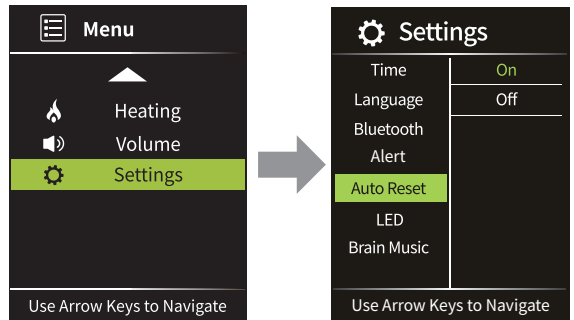 Menu
Heating
Volume
Settings
Use Arrow Keys to Navigate
Settings
Time
Language
Bluetooth
Alert
Auto Reset
LED
Brain Music
On
Off
Use Arrow Keys to Navigate